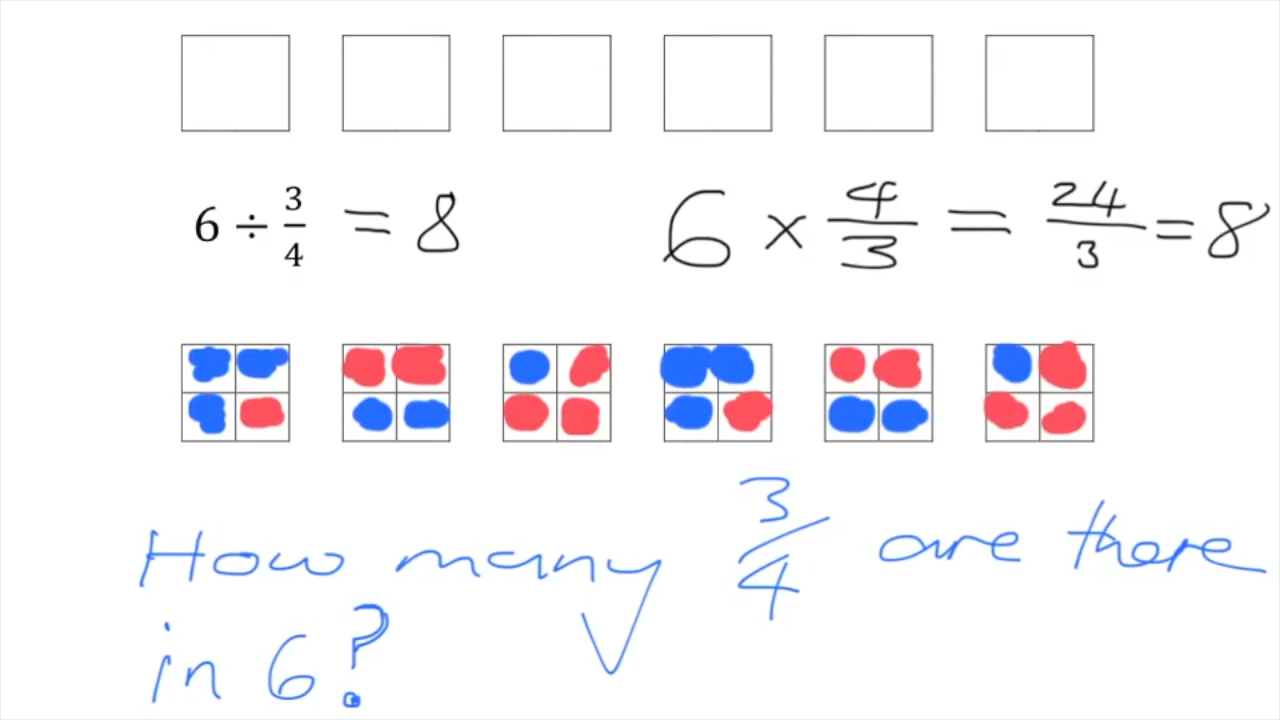 6 ÷ 3/4 = 8
6 × 4/3 = 24/3 = 8
How many 3/4 are there
in 6?